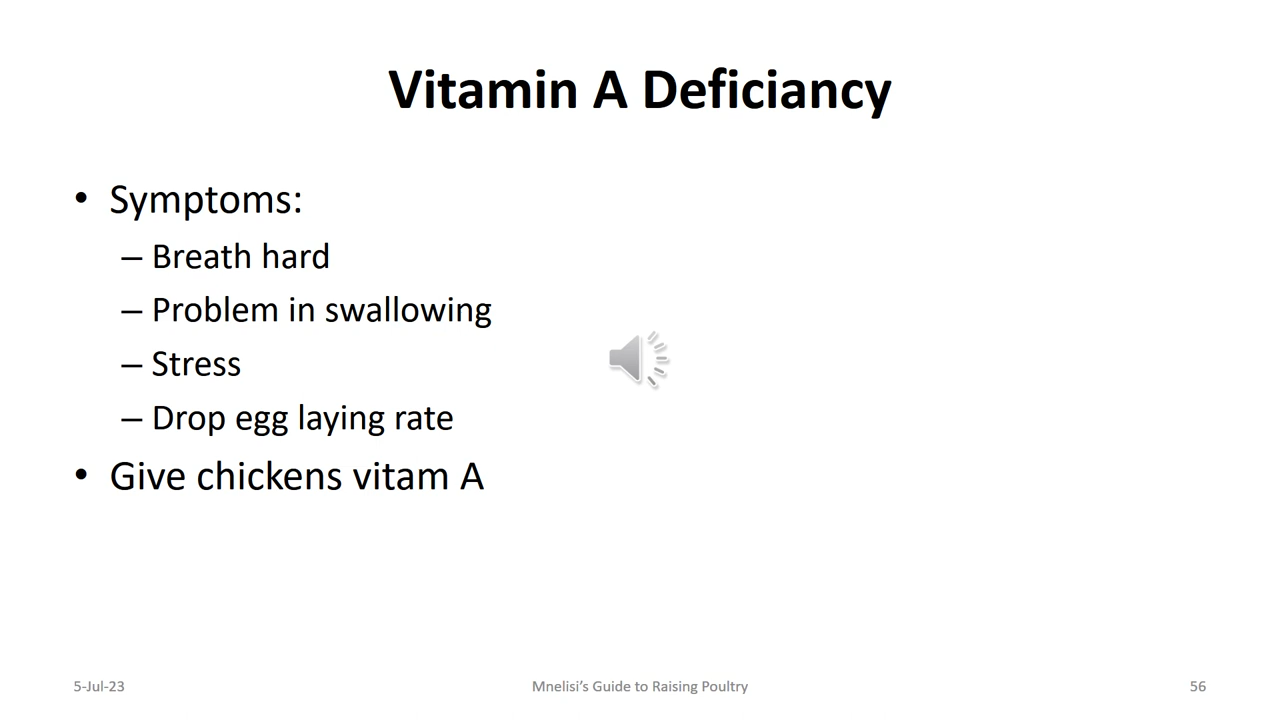 Vitamin A Deficiancy
• Symptoms:
– Breath hard
– Problem in swallowing
– Stress
– Drop egg laying rate
• Give chickens vitam A
5-Jul-23
Mnelisi’s Guide to Raising Poultry
56